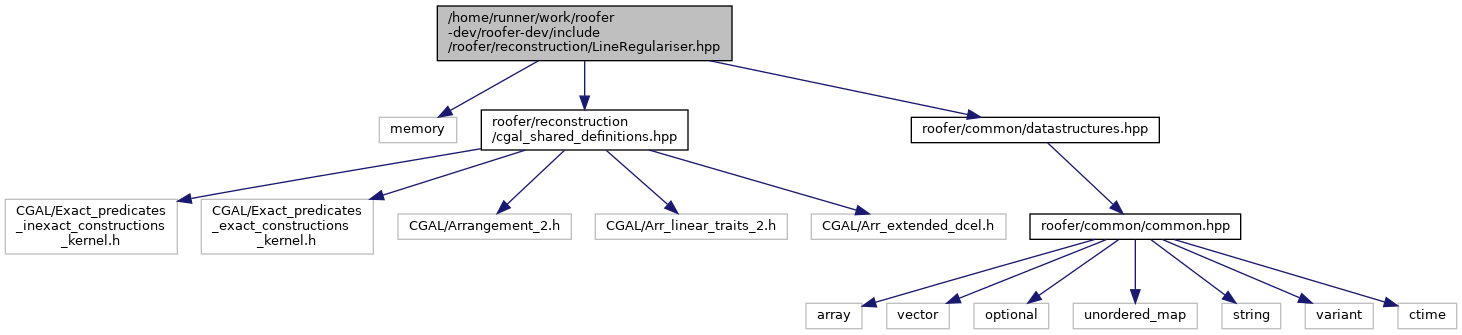 /home/runner/work/roofer
-dev/roofer-dev/include
/roofer/reconstruction/LineRegulariser.hpp
memory
roofer/reconstruction
/cgal_shared_definitions.hpp
roofer/common/datastructures.hpp
CGAL/Exact_predicates
_inexact_constructions
_kernel.h
CGAL/Exact_predicates
_exact_constructions
_kernel.h
CGAL/Arrangement_2.h
CGAL/Arr_linear_traits_2.h
CGAL/Arr_extended_dcel.h
roofer/common/common.hpp
array
vector
optional
unordered_map
string
variant
ctime